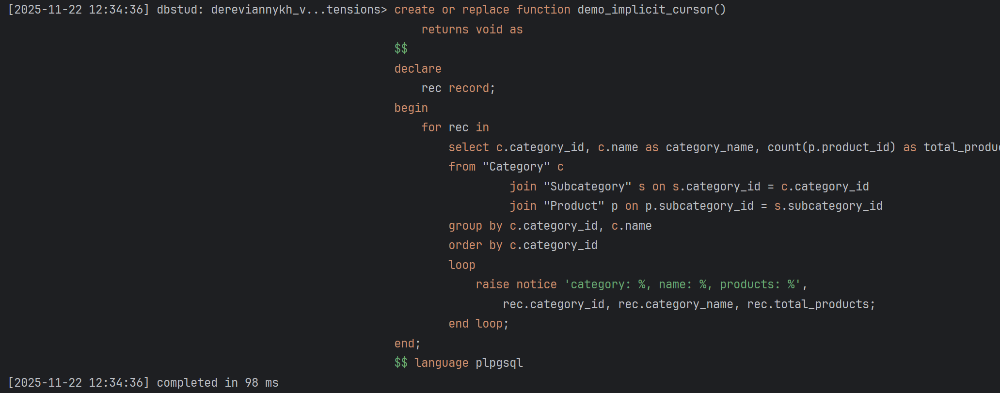 [2025-11-22 12:34:36] dbstud: dereviannykh_v...tensions> create or replace function demo_implicit_cursor()
returns void as
$$
declare
rec record;
begin
for rec in
select c.category_id, c.name as category_name, count(p.product_id) as
from "Category" c
join "Subcategory" s on s.category_id = c.category_id
join "Product" p on p.subcategory_id = s.subcategory_id
group by c.category_id, c.name
order by c.category_id
loop
raise notice 'category: %, name: %, products: %',
rec.category_id, rec.category_name, rec.total_products;
end loop;
end;
$$ language plpgsql
[2025-11-22 12:34:36] completed in 98 ms